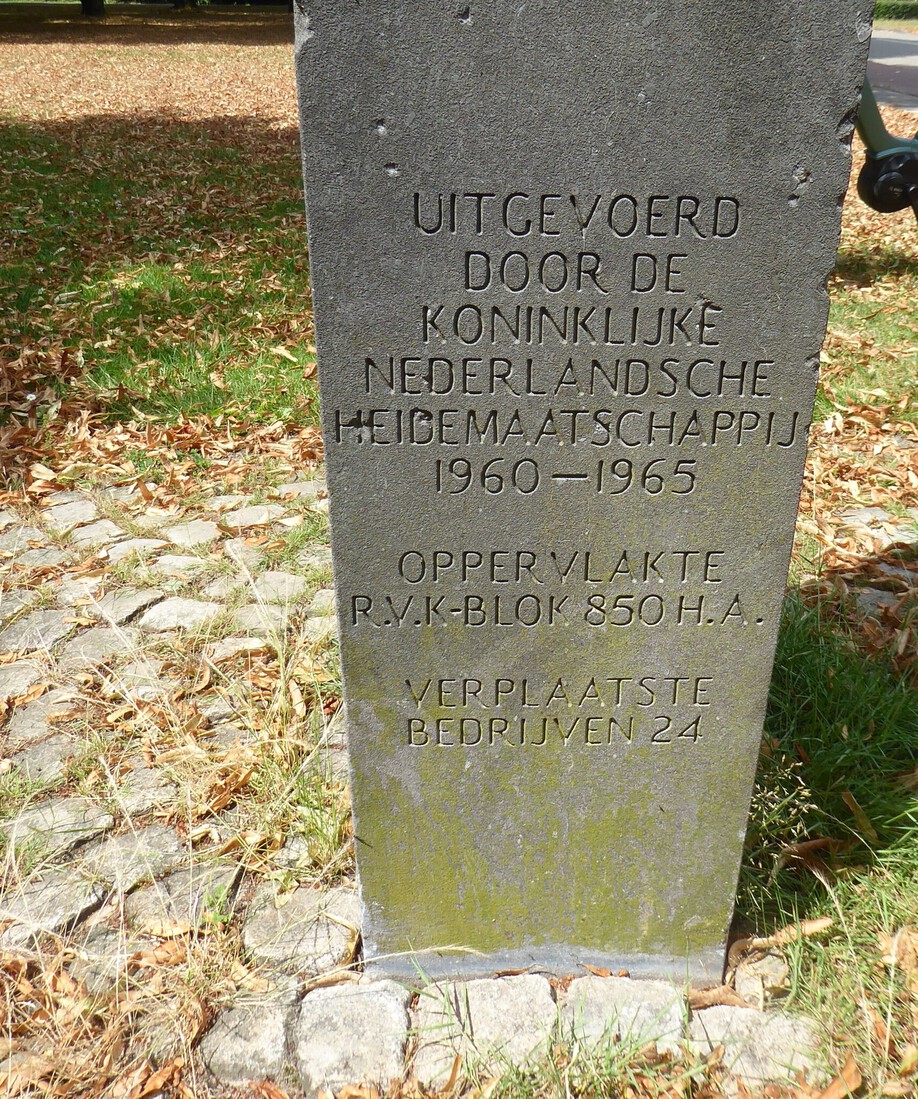 UITGEVOERD
DOOR DE
KONINKLIJKE
NEDERLANDSCHE
HEIDEMAATSCHAPPIJ
1960—1965
OPPERVLAKTE
R.V.K-BLOK 850 H.A.
VERPLAATSTE
BEDRIJVEN 24